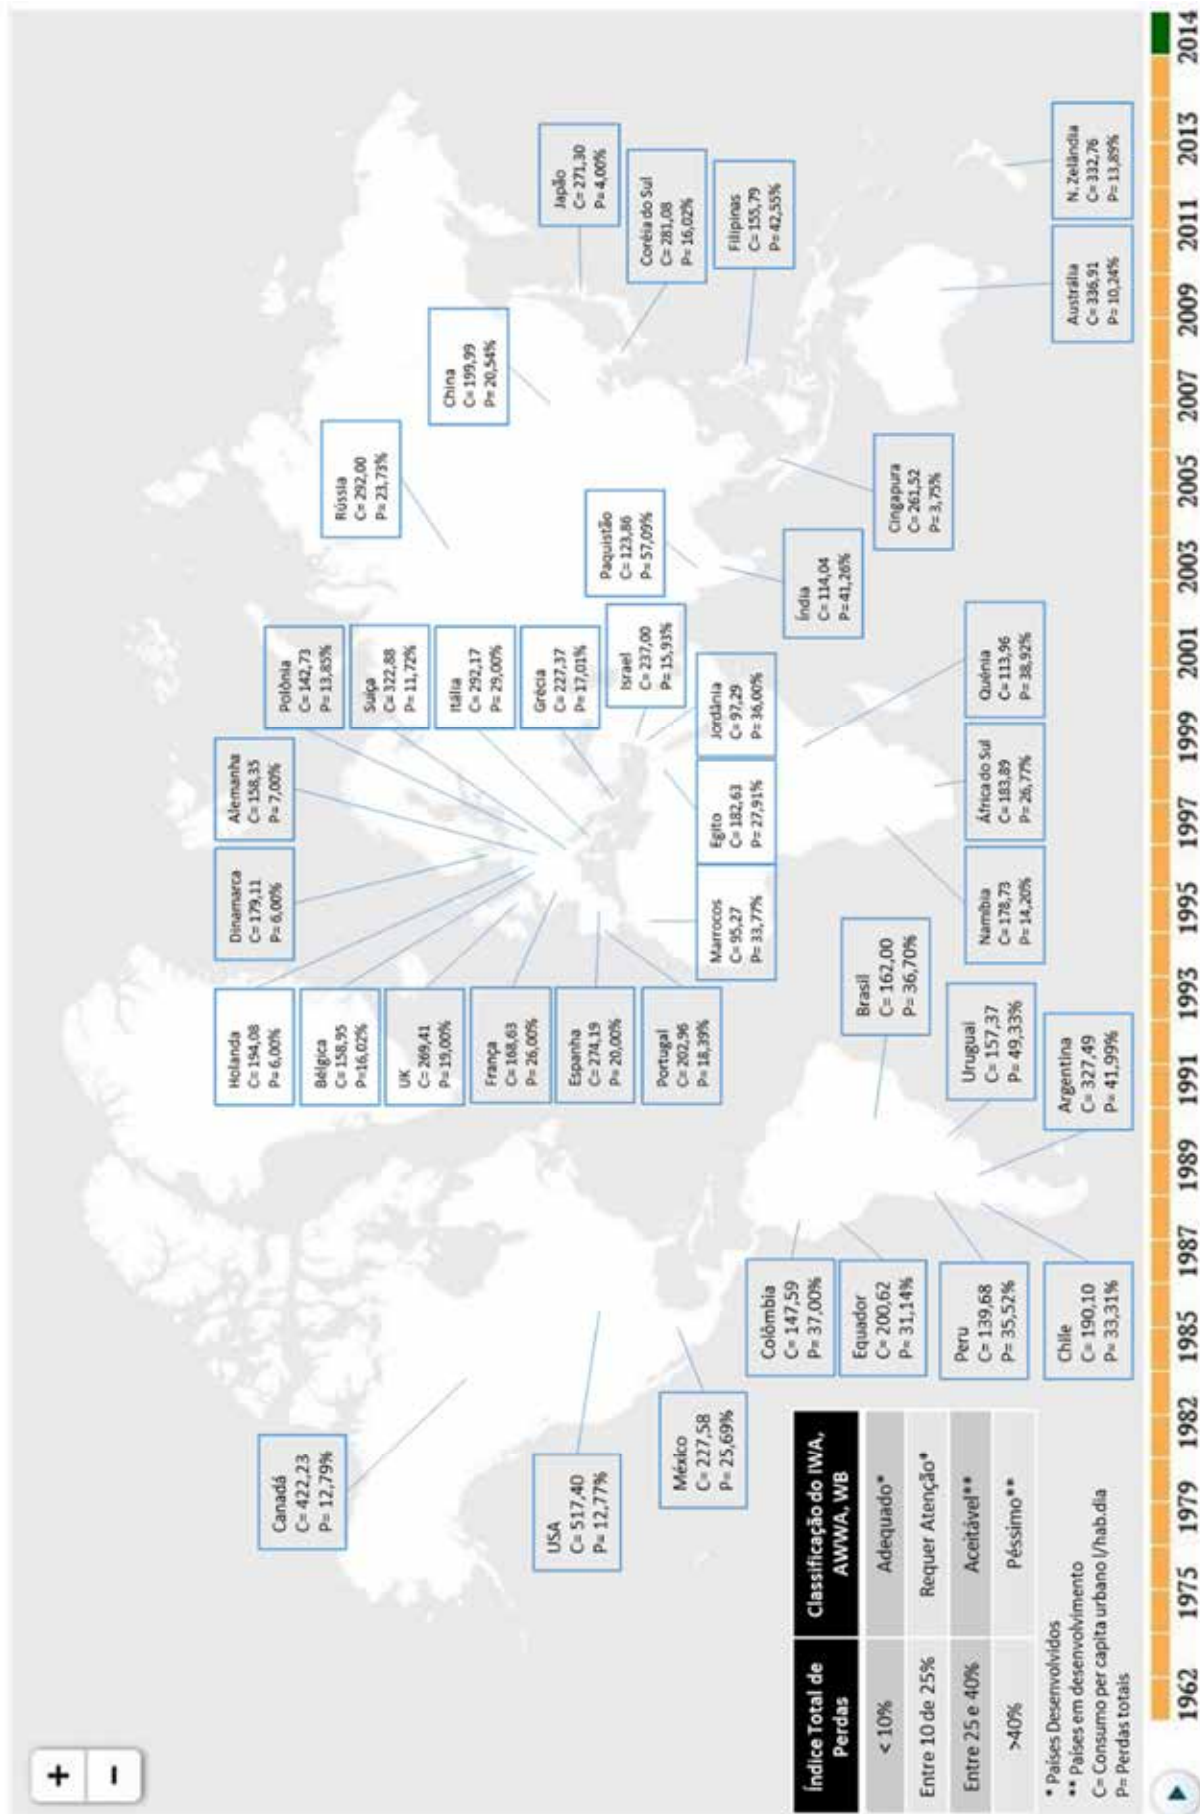 +
−
Canadá
C= 422,23
P= 12,79%
USA
C= 517,40
P= 12,77%
México
C= 227,58
P= 25,69%
Holanda
C= 194,08
P= 6,00%
Bélgica
C= 158,95
P=16,02%
UK
C= 269,41
P= 19,00%
França
C= 168,63
P= 26,00%
Espanha
C= 274,19
P= 20,00%
Portugal
C= 202,96
P= 18,39%
Dinamarca
C= 179,11
P= 6,00%
Alemanha
C= 158,35
P= 7,00%
Polônia
C= 142,73
P= 13,85%
Suíça
C= 322,88
P= 11,72%
Itália
C= 292,17
P= 29,00%
Grécia
C= 227,37
P= 17,01%
Israel
C= 237,00
P= 15,93%
Rússia
C= 292,00
P= 23,73%
China
C= 199,99
P= 20,54%
Japão
C= 271,30
P= 4,00%
Coréia do Sul
C= 281,08
P= 16,02%
Filipinas
C= 155,79
P= 42,55%
Paquistão
C= 123,86
P= 57,09%
Índia
C= 114,04
P= 41,26%
Cingapura
C= 261,52
P= 3,75%
Marrocos
C= 95,27
P= 33,77%
Egito
C= 182,63
P= 27,91%
Jordânia
C= 97,29
P= 36,00%
Namíbia
C= 178,73
P= 14,20%
África do Sul
C= 183,89
P= 26,77%
Quênia
C= 113,96
P= 38,92%
Austrália
C= 336,91
P= 10,24%
N. Zelândia
C= 332,76
P= 13,89%
Colômbia
C= 147,59
P= 37,00%
Equador
C= 200,62
P= 31,14%
Peru
C= 139,68
P= 35,52%
Chile
C= 190,10
P= 33,31%
Brasil
C= 162,00
P= 36,70%
Uruguai
C= 157,37
P= 49,33%
Argentina
C= 327,49
P= 41,99%
Índice Total de Perdas Classificação do IWA, AWWA, WB
< 10% Adequado*
Entre 10 de 25% Requer Atenção*
Entre 25 e 40% Aceitável**
>40% Péssimo**
* Países Desenvolvidos
** Países em desenvolvimento
C= Consumo per capita urbano l/hab.dia
P= Perdas totais
1962 1975 1979 1982 1985 1987 1989 1991 1993 1995 1997 1999 2001 2003 2005 2007 2009 2011 2013 2014